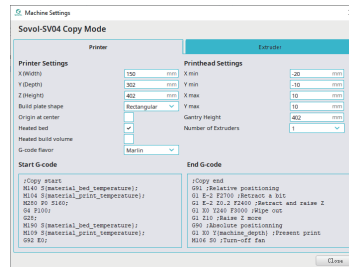 Machine Settings
Sovol-SV04 Copy Mode
Printer
Extruder
Printer Settings
X (Width) 150 mm
Y (Depth) 302 mm
Z (Height) 402 mm
Build plate shape Rectangular
Origin at center
Heated bed
Heated build volume
G-code flavor Marlin
Printhead Settings
X min -20 mm
Y min -10 mm
X max 10 mm
Y max 10 mm
Gantry Height 402 mm
Number of Extruders 1
Start G-code
;Copy start
M140 S{material_bed_temperature};
M104 S{material_print_temperature};
M280 P0 S160;
G4 P100;
G28;
M190 S{material_bed_temperature};
M109 S{material_print_temperature};
G92 E0;
End G-code
;Copy end
G91 ;Relative positioning
G1 E-2 F2700 ;Retract a bit
G1 E-2 Z0.2 F2400 ;Retract and raise Z
G1 X0 Y240 F3000 ;Wipe out
G1 Z10 ;Raise Z more
G90 ;Absolute positionning
G1 X0 Y{machine_depth} ;Present print
M106 S0 ;Turn-off fan
Close